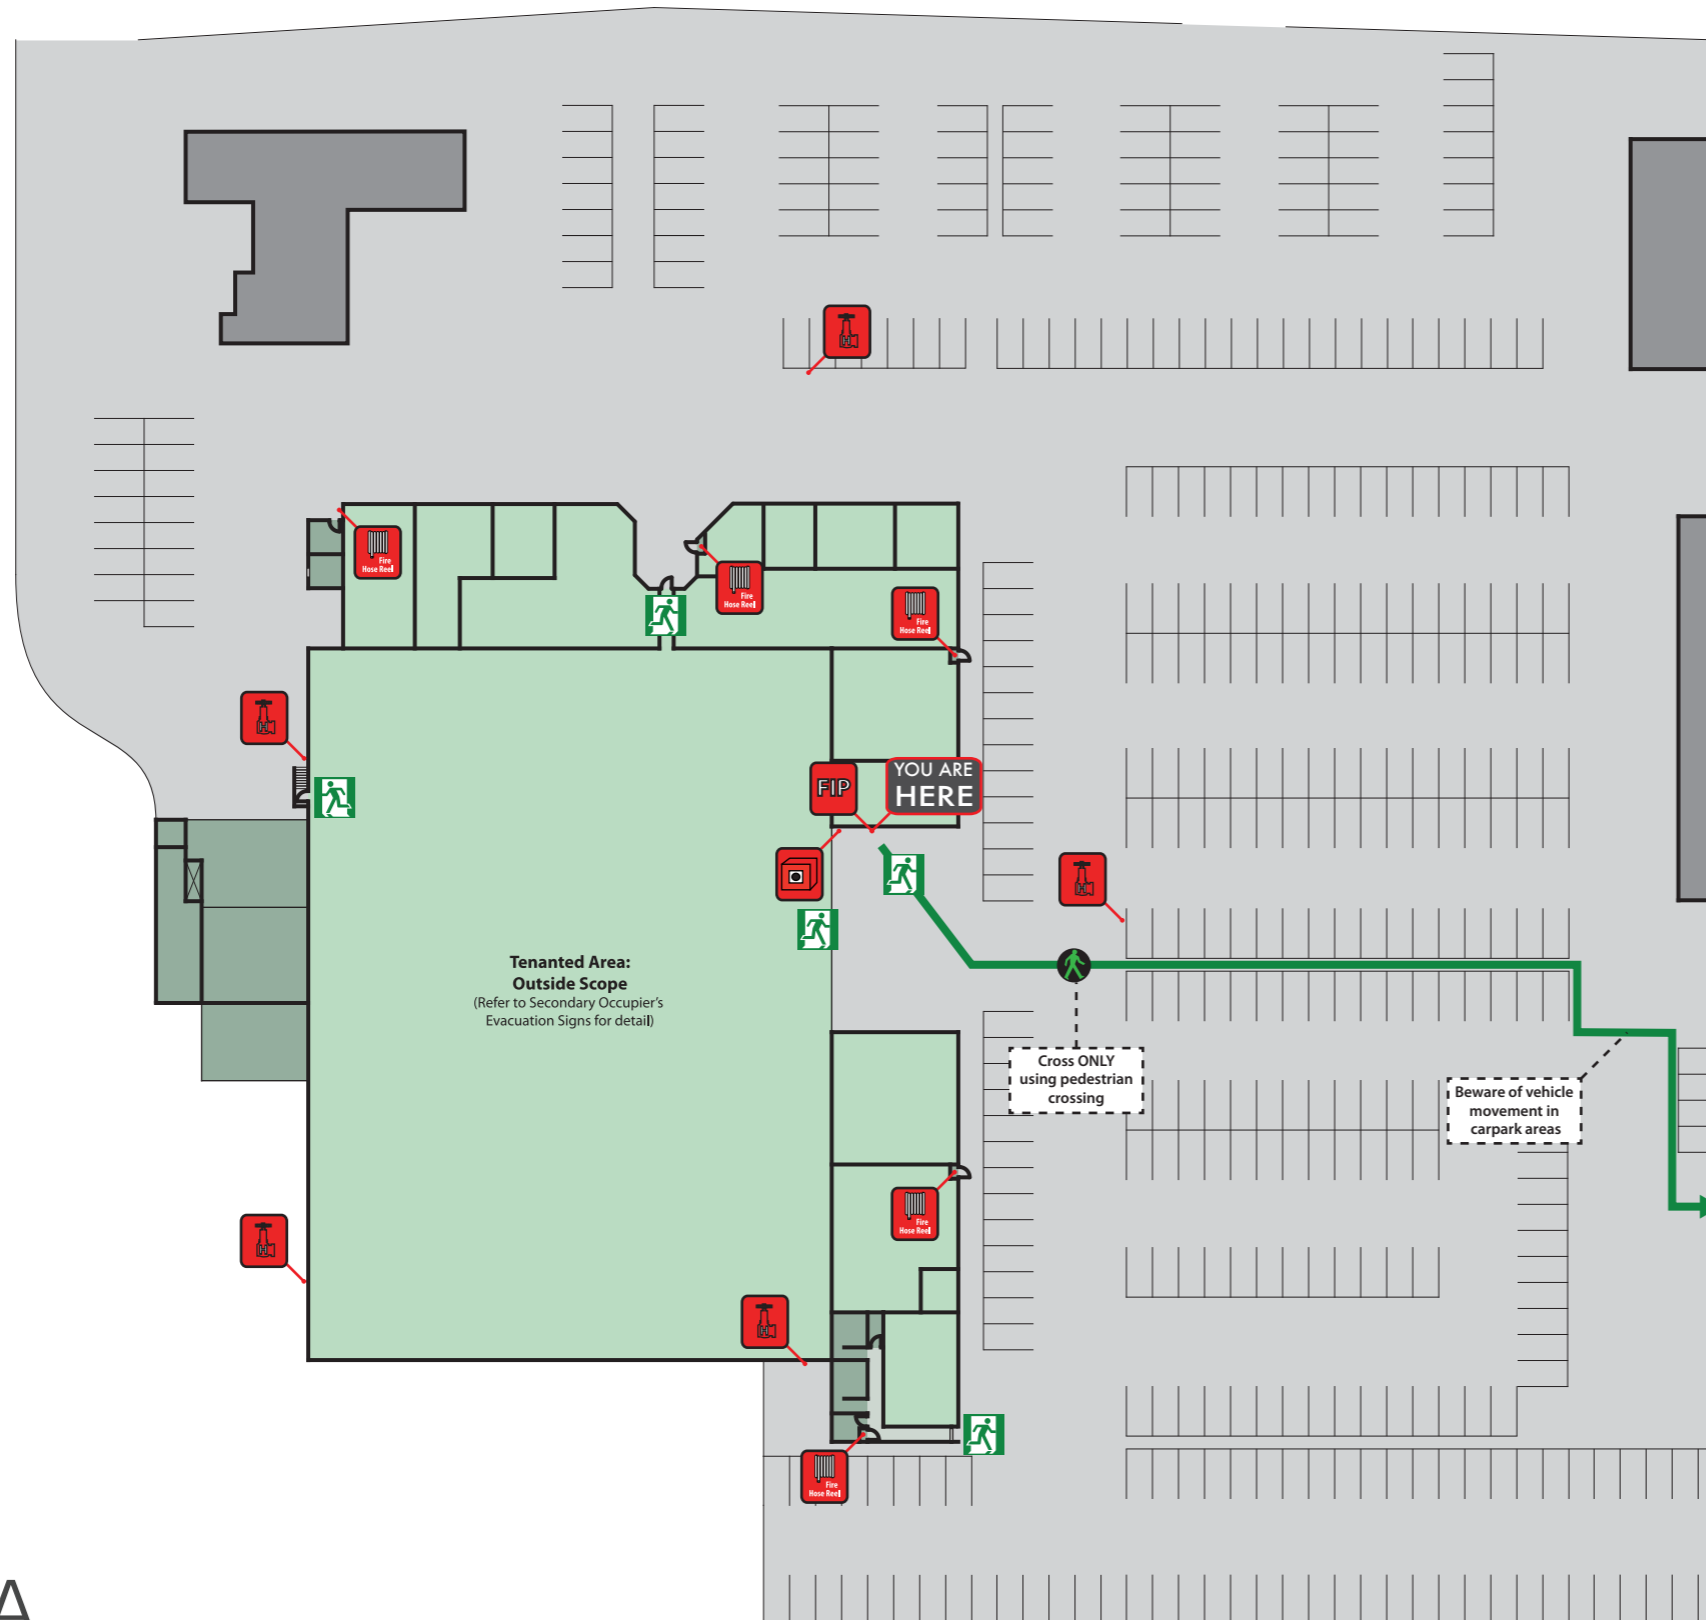 Fire
Hose Reel
Fire
Hose Reel
Fire
Hose Reel
H
H
FIP
YOU ARE
HERE
H
Tenanted Area:
Outside Scope
(Refer to Secondary Occupier's
Evacuation Signs for detail)
Cross ONLY
using pedestrian
crossing
Beware of vehicle
movement in
carpark areas
Fire
Hose Reel
H
H
Fire
Hose Reel